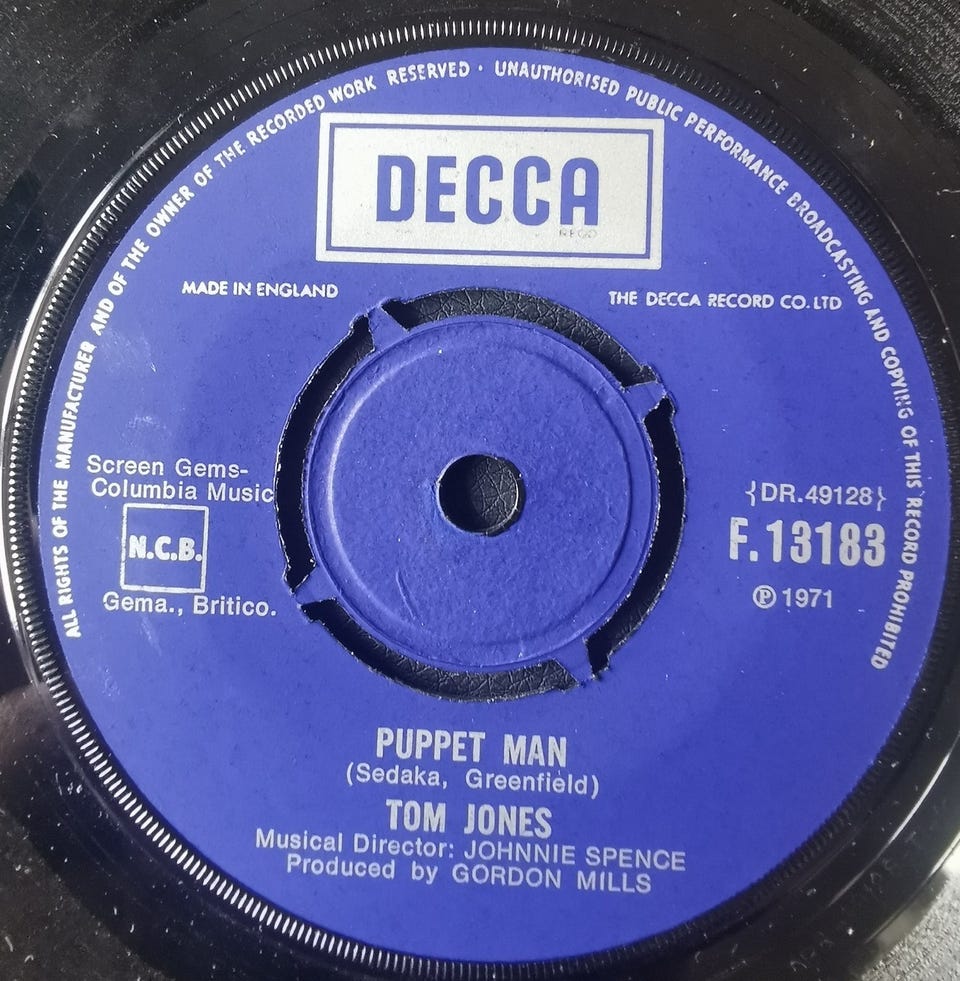 ALL RIGHTS OF THE MANUFACTURER AND OF THE OWNER OF THE RECORDED WORK RESERVED · UNAUTHORISED PUBLIC PERFORMANCE BROADCASTING AND COPYING OF THIS RECORD PROHIBITED
DECCA
REGD
MADE IN ENGLAND
THE DECCA RECORD CO. LTD
Screen Gems-
Columbia Music
N.C.B.
Gema., Britico.
{DR.49128}
F.13183
Ⓟ 1971
PUPPET MAN
(Sedaka, Greenfield)
TOM JONES
Musical Director: JOHNNIE SPENCE
Produced by GORDON MILLS